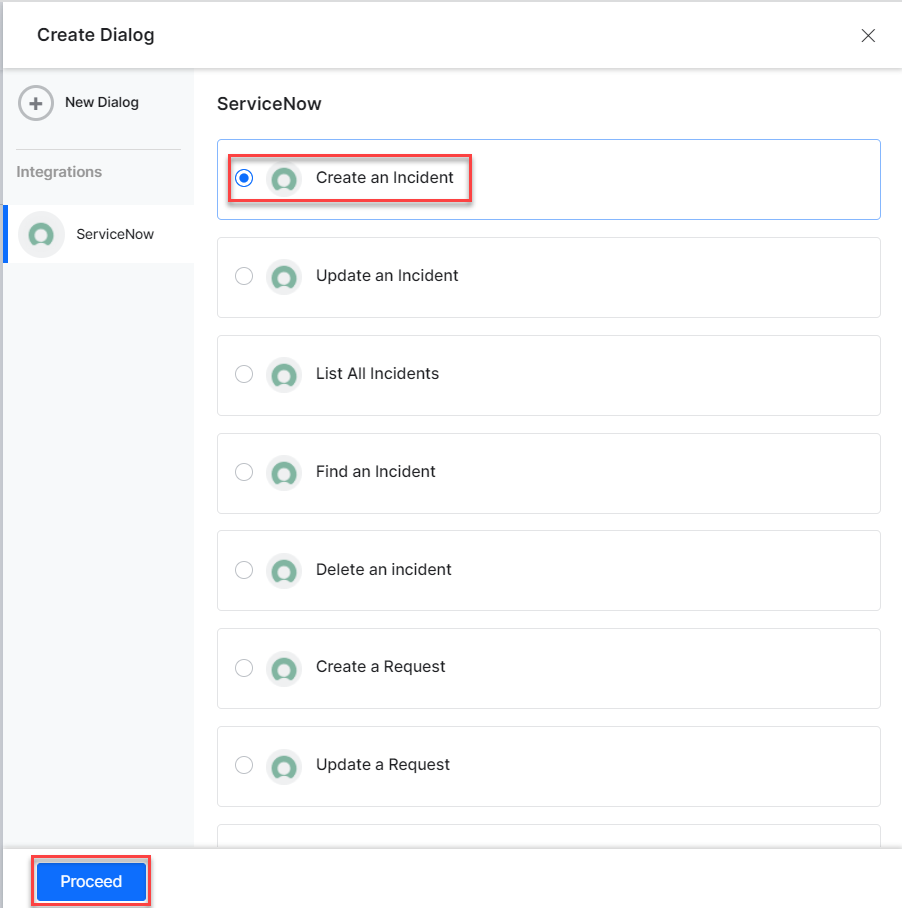 Create Dialog
New Dialog
Integrations
ServiceNow
ServiceNow
Create an Incident
Update an Incident
List All Incidents
Find an Incident
Delete an incident
Create a Request
Update a Request
Proceed